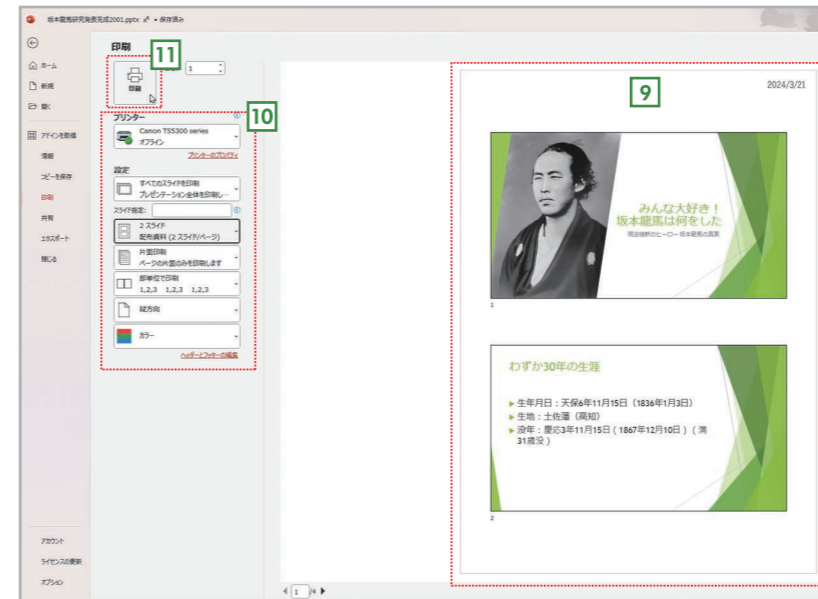 坂本龍馬研究発表完成2001.pptx • 保存済み
印刷
11
1
印刷
ホーム
新規
開く
アドインを取得
情報
コピーを保存
印刷
共有
エクスポート
閉じる
アカウント
ライセンスの更新
オプション
10
プリンター
Canon TS5300 series
オフライン
プリンターのプロパティ
設定
すべてのスライドを印刷
プレゼンテーション全体を印刷し...
スライド指定:
2 スライド
配布資料 (2 スライド/ページ)
片面印刷
ページの片面のみを印刷します
部単位で印刷
1,2,3 1,2,3 1,2,3
縦方向
カラー
ヘッダーとフッターの編集
9
2024/3/21
みんな大好き!
坂本龍馬は何をした
明治維新のヒーロー 坂本龍馬の真実
1
わずか30年の生涯
▶ 生年月日:天保6年11月15日(1836年1月3日)
▶ 生地:土佐藩(高知)
▶ 没年:慶応3年11月15日(1867年12月10日)(満
31歳没)
2
1 /4